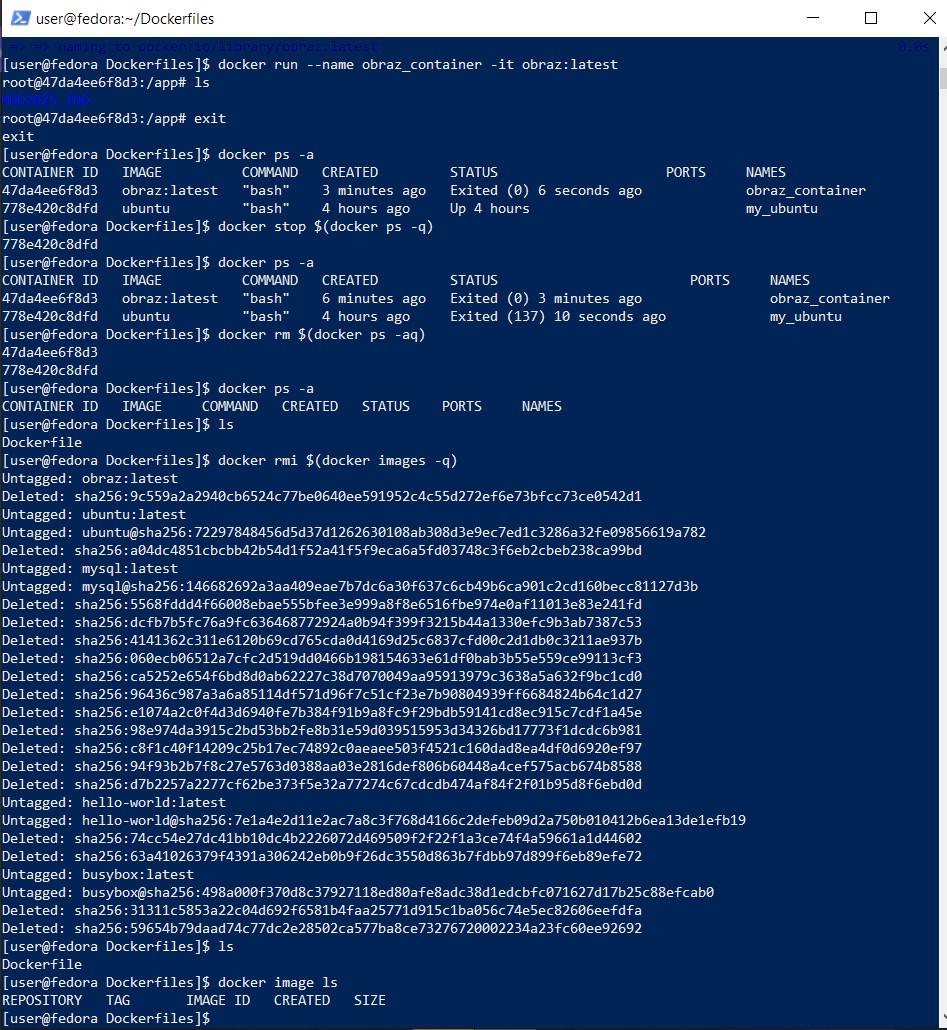 user@fedora:~/Dockerfiles
=> => naming to docker.io/library/obraz:latest 0.0s
[user@fedora Dockerfiles]$ docker run --name obraz_container -it obraz:latest
root@47da4ee6f8d3:/app# ls
root@47da4ee6f8d3:/app# exit
exit
[user@fedora Dockerfiles]$ docker ps -a
CONTAINER ID IMAGE COMMAND CREATED STATUS PORTS NAMES
47da4ee6f8d3 obraz:latest "bash" 3 minutes ago Exited (0) 6 seconds ago obraz_container
778e420c8dfd ubuntu "bash" 4 hours ago Up 4 hours my_ubuntu
[user@fedora Dockerfiles]$ docker stop $(docker ps -q)
778e420c8dfd
[user@fedora Dockerfiles]$ docker ps -a
CONTAINER ID IMAGE COMMAND CREATED STATUS PORTS NAMES
47da4ee6f8d3 obraz:latest "bash" 6 minutes ago Exited (0) 3 minutes ago obraz_container
778e420c8dfd ubuntu "bash" 4 hours ago Exited (137) 10 seconds ago my_ubuntu
[user@fedora Dockerfiles]$ docker rm $(docker ps -aq)
47da4ee6f8d3
778e420c8dfd
[user@fedora Dockerfiles]$ docker ps -a
CONTAINER ID IMAGE COMMAND CREATED STATUS PORTS NAMES
[user@fedora Dockerfiles]$ ls
Dockerfile
[user@fedora Dockerfiles]$ docker rmi $(docker images -q)
Untagged: obraz:latest
Deleted: sha256:9c559a2a2940cb6524c77be0640ee591952c4c55d272ef6e73bfcc73ce0542d1
Untagged: ubuntu:latest
Untagged: ubuntu@sha256:72297848456d5d37d1262630108ab308d3e9ec7ed1c3286a32fe09856619a782
Deleted: sha256:a04dc4851cbcbb42b54d1f52a41f5f9eca6a5fd03748c3f6eb2cbeb238ca99bd
Untagged: mysql:latest
Untagged: mysql@sha256:146682692a3aa409eae7b7dc6a30f637c6cb49b6ca901c2cd160becc81127d3b
Deleted: sha256:5568fddd4f66008ebae555bfee3e999a8f8e6516fbe974e0af11013e83e241fd
Deleted: sha256:dcfb7b5fc76a9fc636468772924a0b94f399f3215b44a1330efc9b3ab7387c53
Deleted: sha256:4141362c311e6120b69cd765cda0d4169d25c6837cfd00c2d1db0c3211ae937b
Deleted: sha256:060ecb06512a7cfc2d519dd0466b198154633e61df0bab3b55e559ce99113cf3
Deleted: sha256:ca5252e654f6bd8d0ab62227c38d7070049aa95913979c3638a5a632f9bc1cd0
Deleted: sha256:96436c987a3a6a85114df571d96f7c51cf23e7b90804939ff6684824b64c1d27
Deleted: sha256:e1074a2c0f4d3d6940fe7b384f91b9a8fc9f29bdb59141cd8ec915c7cdf1a45e
Deleted: sha256:98e974da3915c2bd53bb2fe8b31e59d039515953d34326bd17773f1dcdc6b981
Deleted: sha256:c8f1c40f14209c25b17ec74892c0aeaee503f4521c160dad8ea4df0d6920ef97
Deleted: sha256:94f93b2b7f8c27e5763d0388aa03e2816def806b60448a4cef575acb674b8588
Deleted: sha256:d7b2257a2277cf62be373f5e32a77274c67cdcdb474af84f2f01b95d8f6ebd0d
Untagged: hello-world:latest
Untagged: hello-world@sha256:7e1a4e2d11e2ac7a8c3f768d4166c2defeb09d2a750b010412b6ea13de1efb19
Deleted: sha256:74cc54e27dc41bb10dc4b2226072d469509f2f22f1a3ce74f4a59661a1d44602
Deleted: sha256:63a41026379f4391a306242eb0b9f26dc3550d863b7fdbb97d899f6eb89efe72
Untagged: busybox:latest
Untagged: busybox@sha256:498a000f370d8c37927118ed80afe8adc38d1edcbfc071627d17b25c88efcab0
Deleted: sha256:31311c5853a22c04d692f6581b4faa25771d915c1ba056c74e5ec82606eefdfa
Deleted: sha256:59654b79daad74c77dc2e28502ca577ba8ce73276720002234a23fc60ee92692
[user@fedora Dockerfiles]$ ls
Dockerfile
[user@fedora Dockerfiles]$ docker image ls
REPOSITORY TAG IMAGE ID CREATED SIZE
[user@fedora Dockerfiles]$